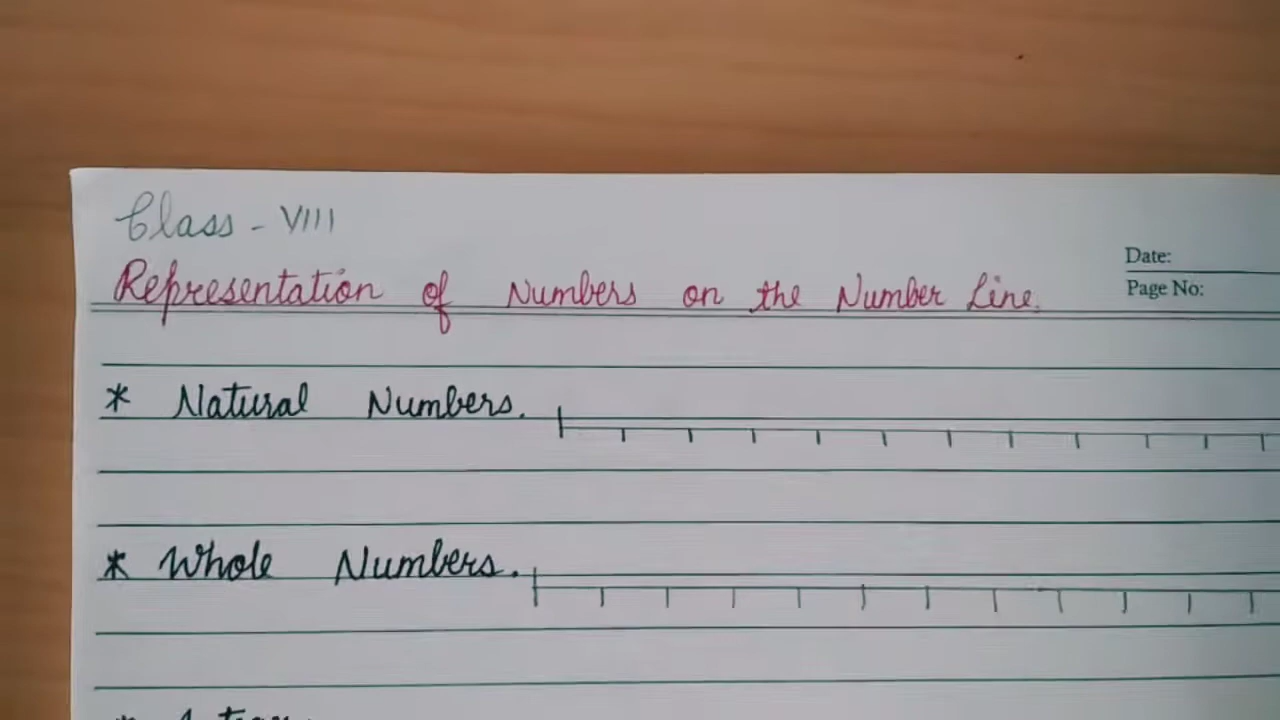 Class - VIII
Representation of Numbers on the Number Line.
Date:
Page No:
* Natural Numbers.
* Whole Numbers.